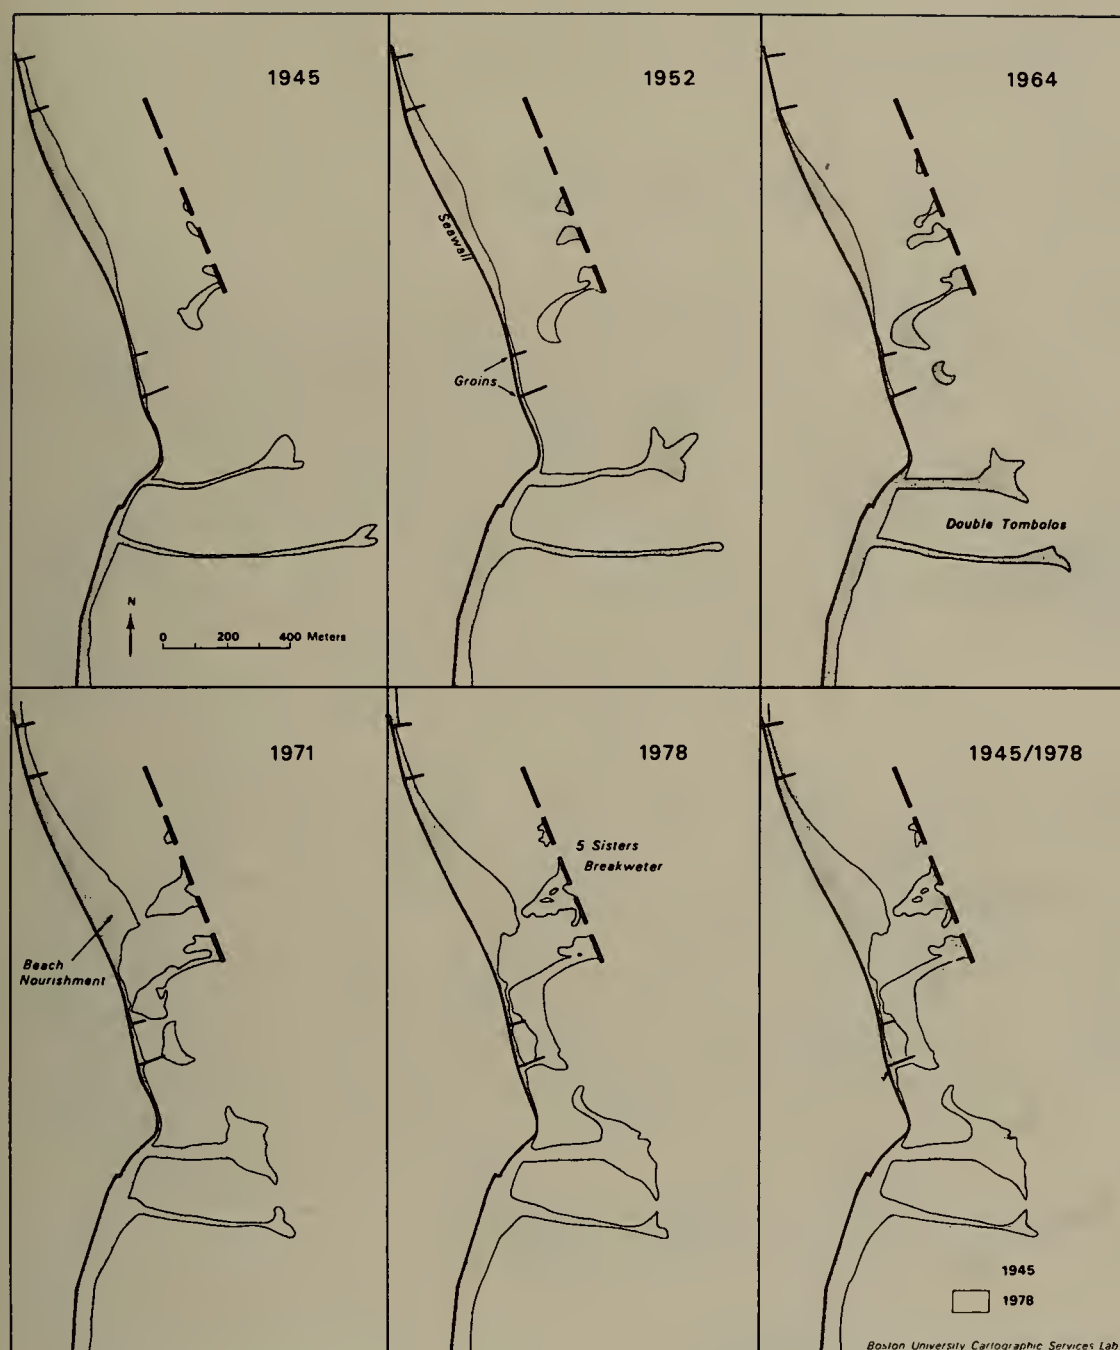 1945
1952
1964
Seawall
Groins
Double Tombolos
N
0 200 400 Meters
1971
1978
1945/1978
5 Sisters
Breakwater
Beach
Nourishment
1945
1978
Boston University Cartographic Services Lab